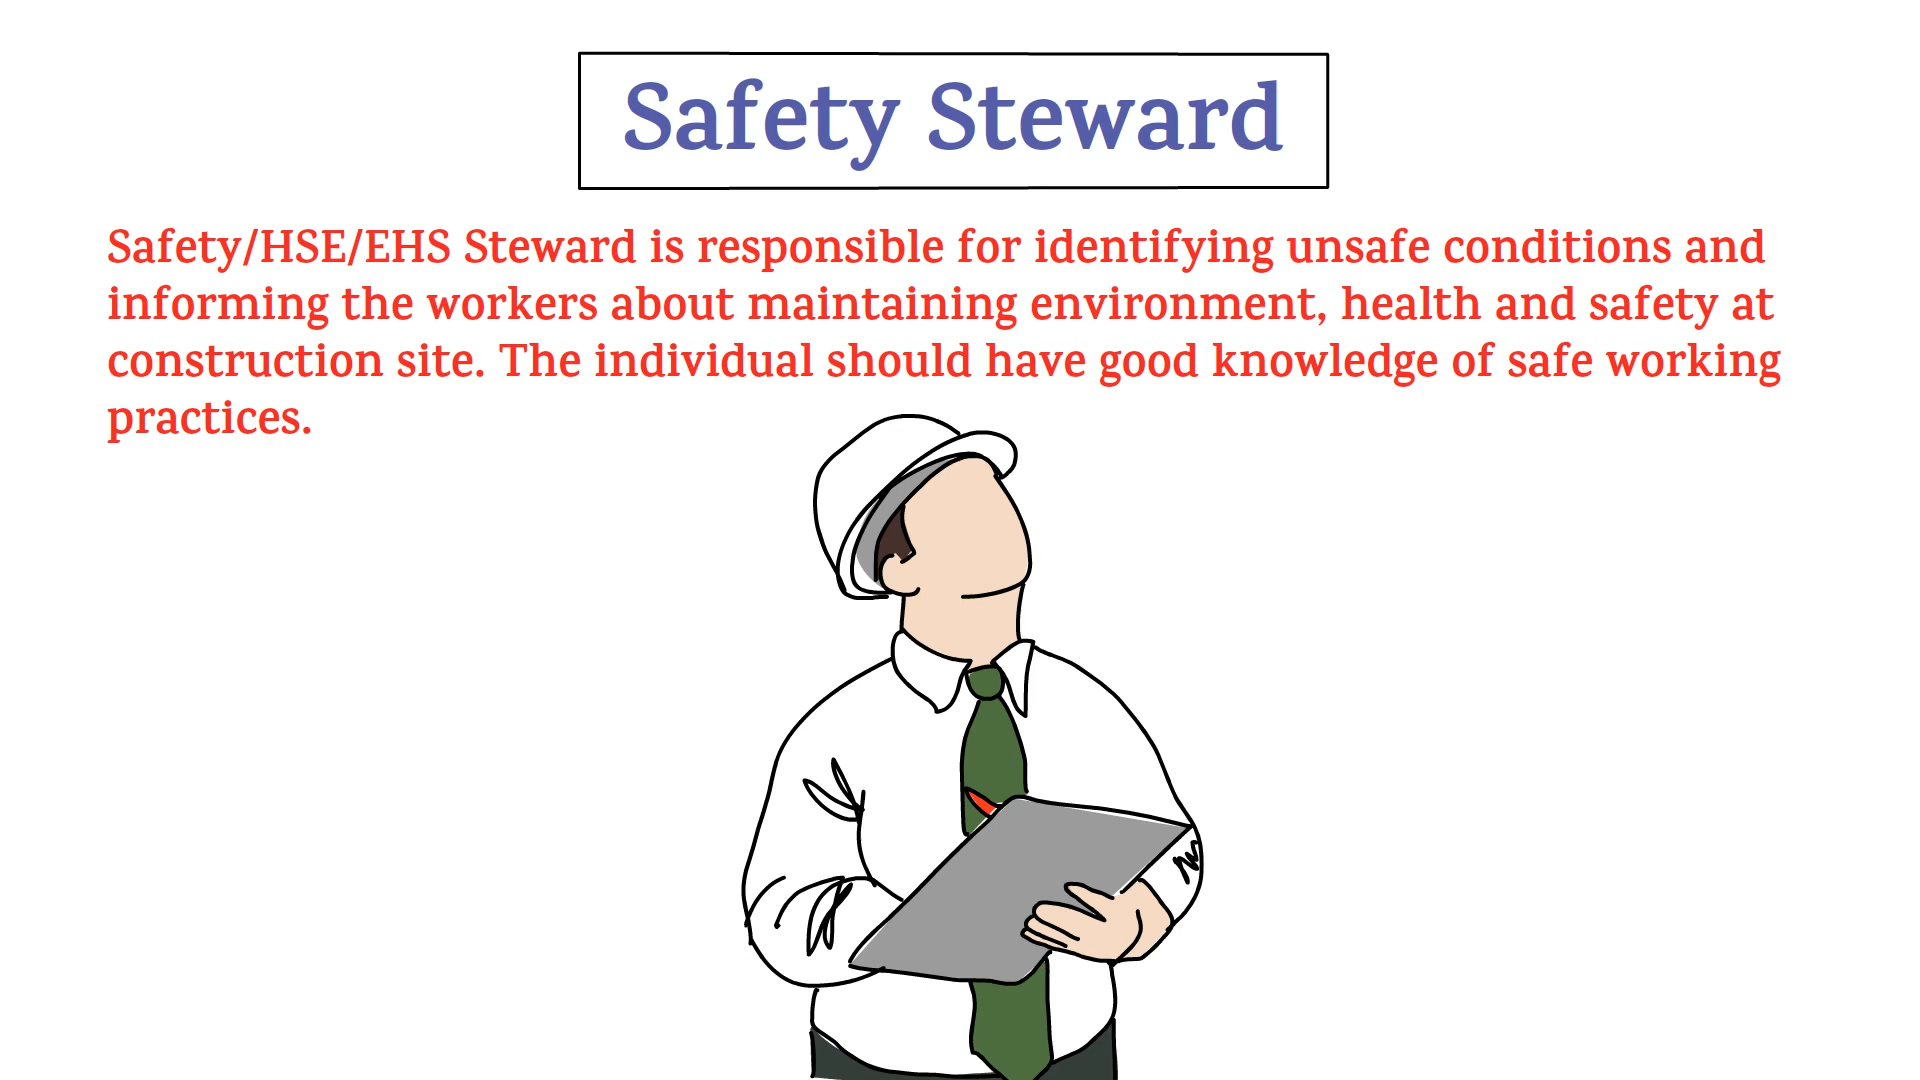 Safety Steward
Safety/HSE/EHS Steward is responsible for identifying unsafe conditions and
informing the workers about maintaining environment, health and safety at
construction site. The individual should have good knowledge of safe working
practices.